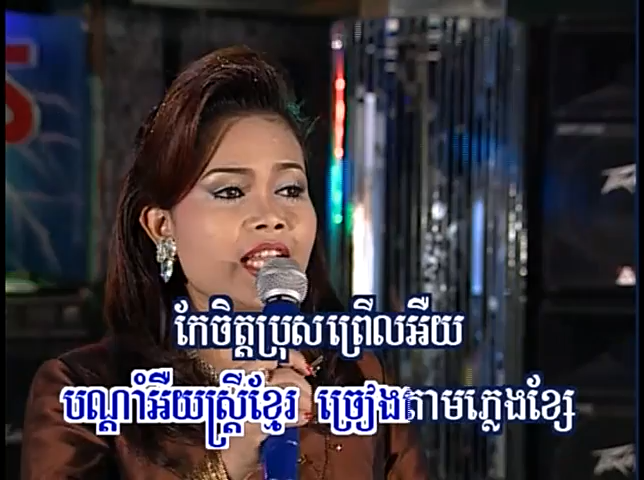 កែចិត្តប្រុសព្រើលអឺយ
បណ្ដាំអឺយស្ត្រីខ្មែរ ច្រៀងតាមភ្លេងខ្សែ